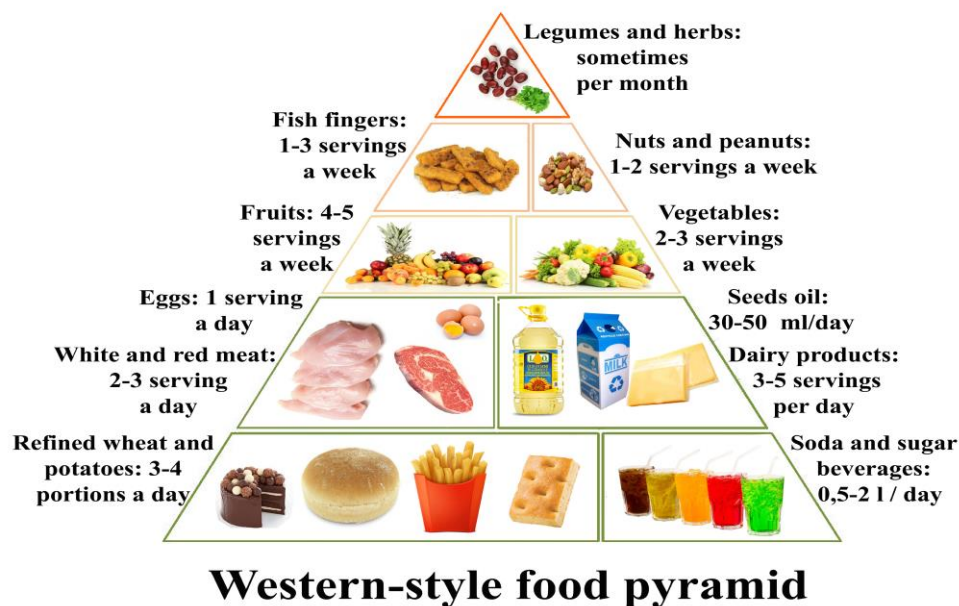 Legumes and herbs:
sometimes
per month
Fish fingers:
1-3 servings
a week
Nuts and peanuts:
1-2 servings a week
Fruits: 4-5
servings
a week
Vegetables:
2-3 servings
a week
Eggs: 1 serving
a day
Seeds oil:
30-50 ml/day
White and red meat:
2-3 serving
a day
MILK
Dairy products:
3-5 servings
per day
Refined wheat and
potatoes: 3-4
portions a day
Soda and sugar
beverages:
0,5-2 l / day
Western-style food pyramid